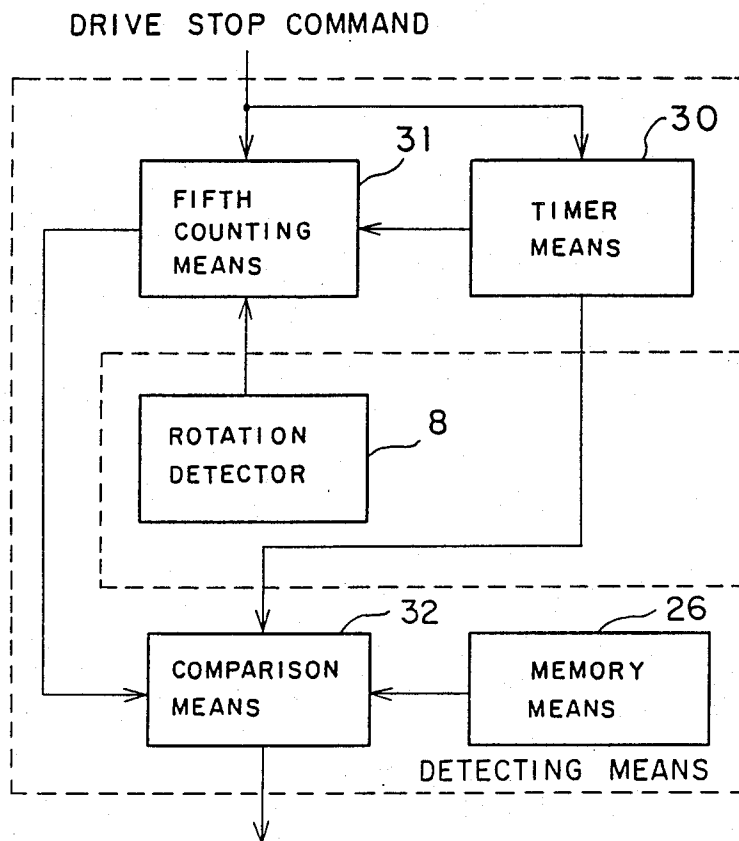 DRIVE STOP COMMAND
31
30
FIFTH
COUNTING
MEANS
TIMER
MEANS
8
ROTATION
DETECTOR
32
26
COMPARISON
MEANS
MEMORY
MEANS
DETECTING MEANS